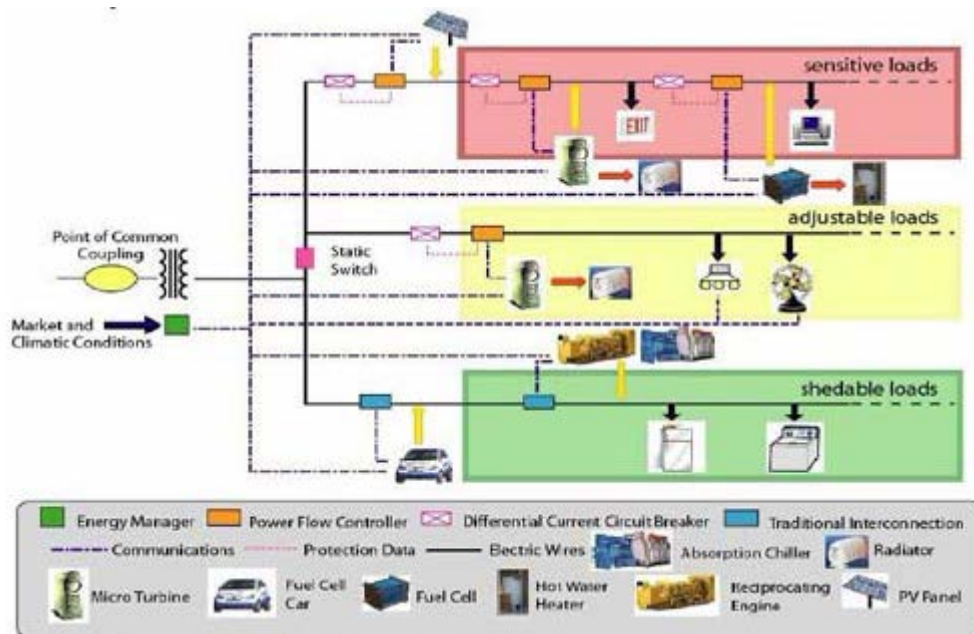 sensitive loads
EXIT
adjustable loads
Point of Common
Coupling
Static
Switch
Market and
Climatic Conditions
shedable loads
Energy Manager
Power Flow Controller
Differential Current Circuit Breaker
Traditional Interconnection
Communications
Protection Data
Electric Wires
Absorption Chiller
Radiator
Micro Turbine
Fuel Cell
Car
Fuel Cell
Hot Water
Heater
Reciprocating
Engine
PV Panel